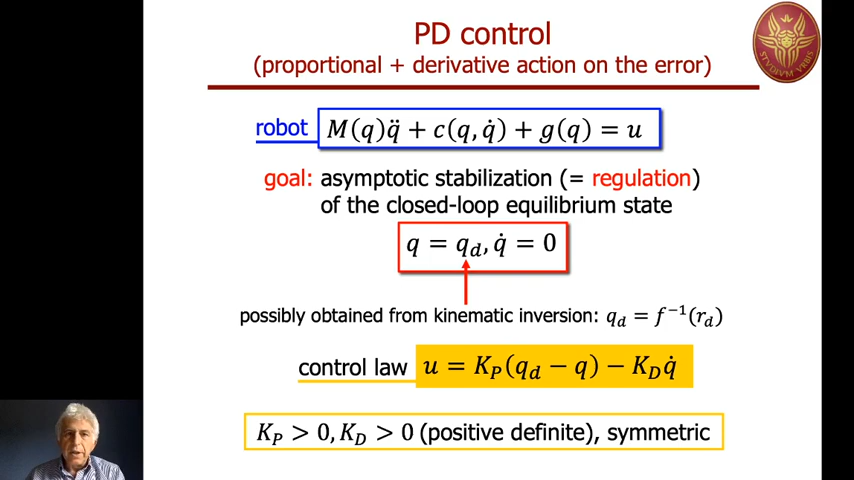 PD control
(proportional + derivative action on the error)
robot M(q)q̈ + c(q, q̇) + g(q) = u
goal: asymptotic stabilization (= regulation)
of the closed-loop equilibrium state
q = q_d, q̇ = 0
possibly obtained from kinematic inversion: q_d = f⁻¹(r_d)
control law u = K_P(q_d − q) − K_D q̇
K_P > 0, K_D > 0 (positive definite), symmetric
STVDIVM VRBIS